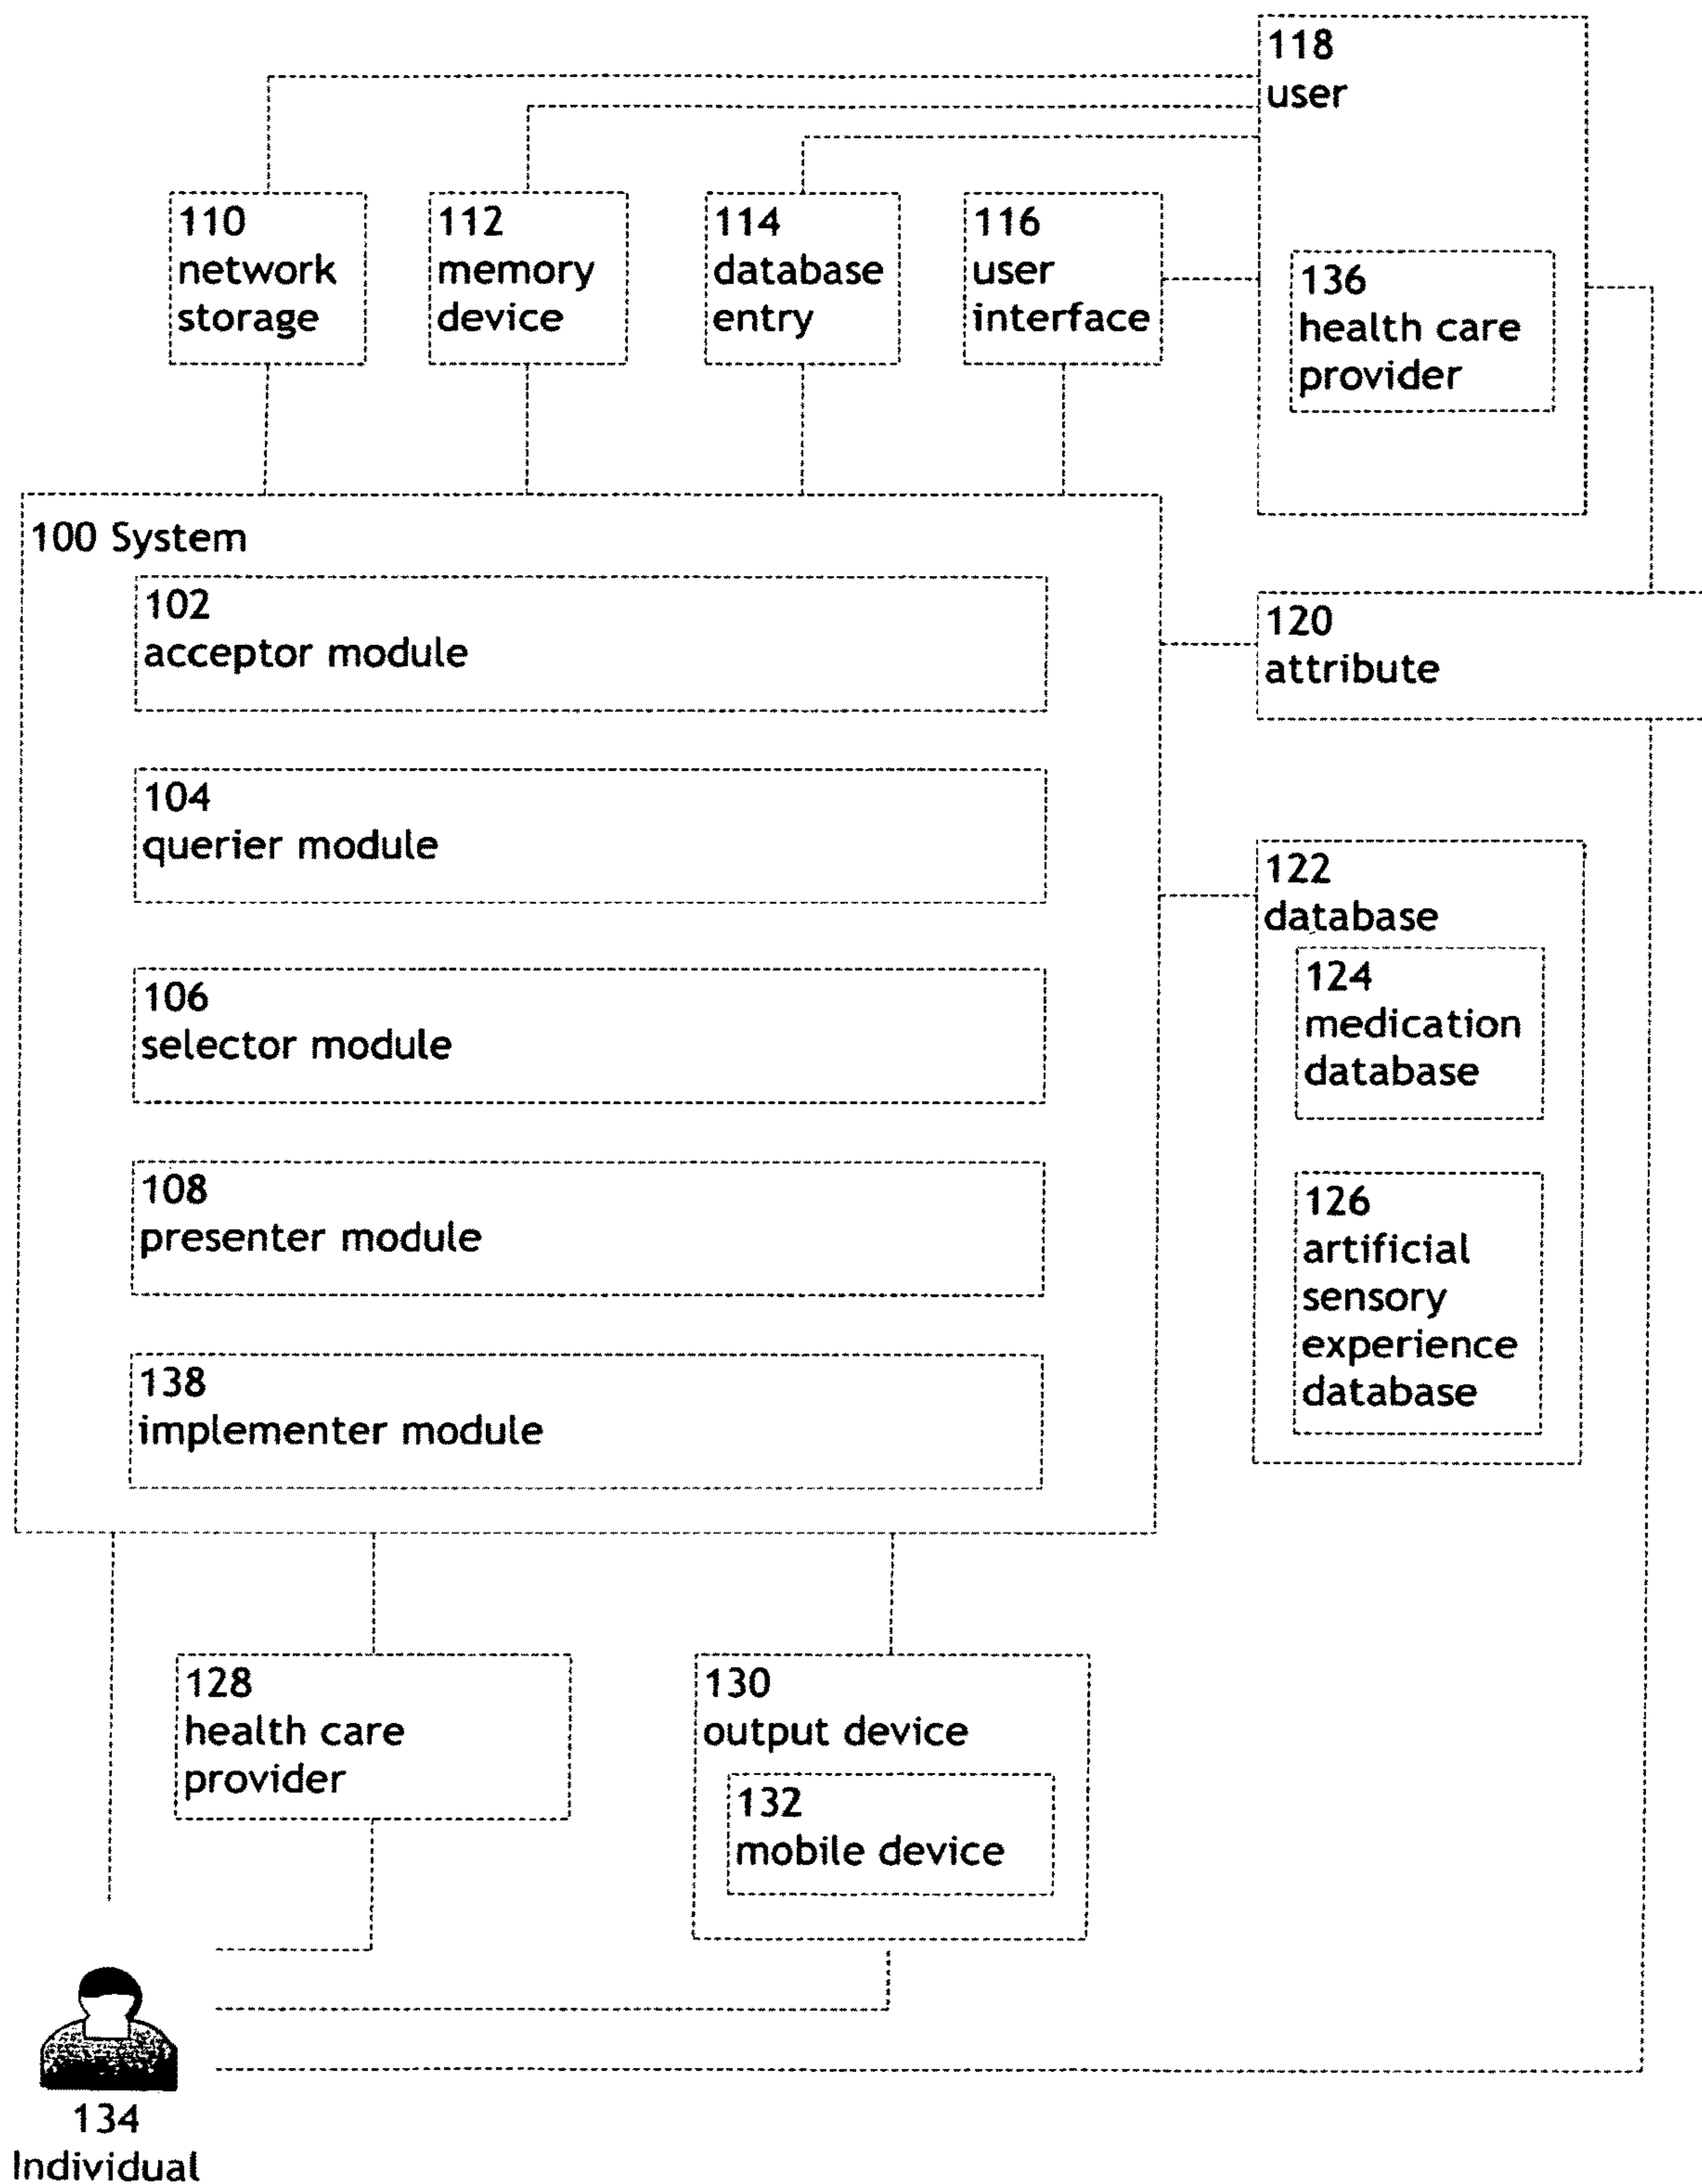 118
user
110
network
storage
112
memory
device
114
database
entry
116
user
interface
136
health care
provider
100 System
102
acceptor module
104
querier module
106
selector module
108
presenter module
138
implementer module
120
attribute
122
database
124
medication
database
126
artificial
sensory
experience
database
128
health care
provider
130
output device
132
mobile device
134
Individual